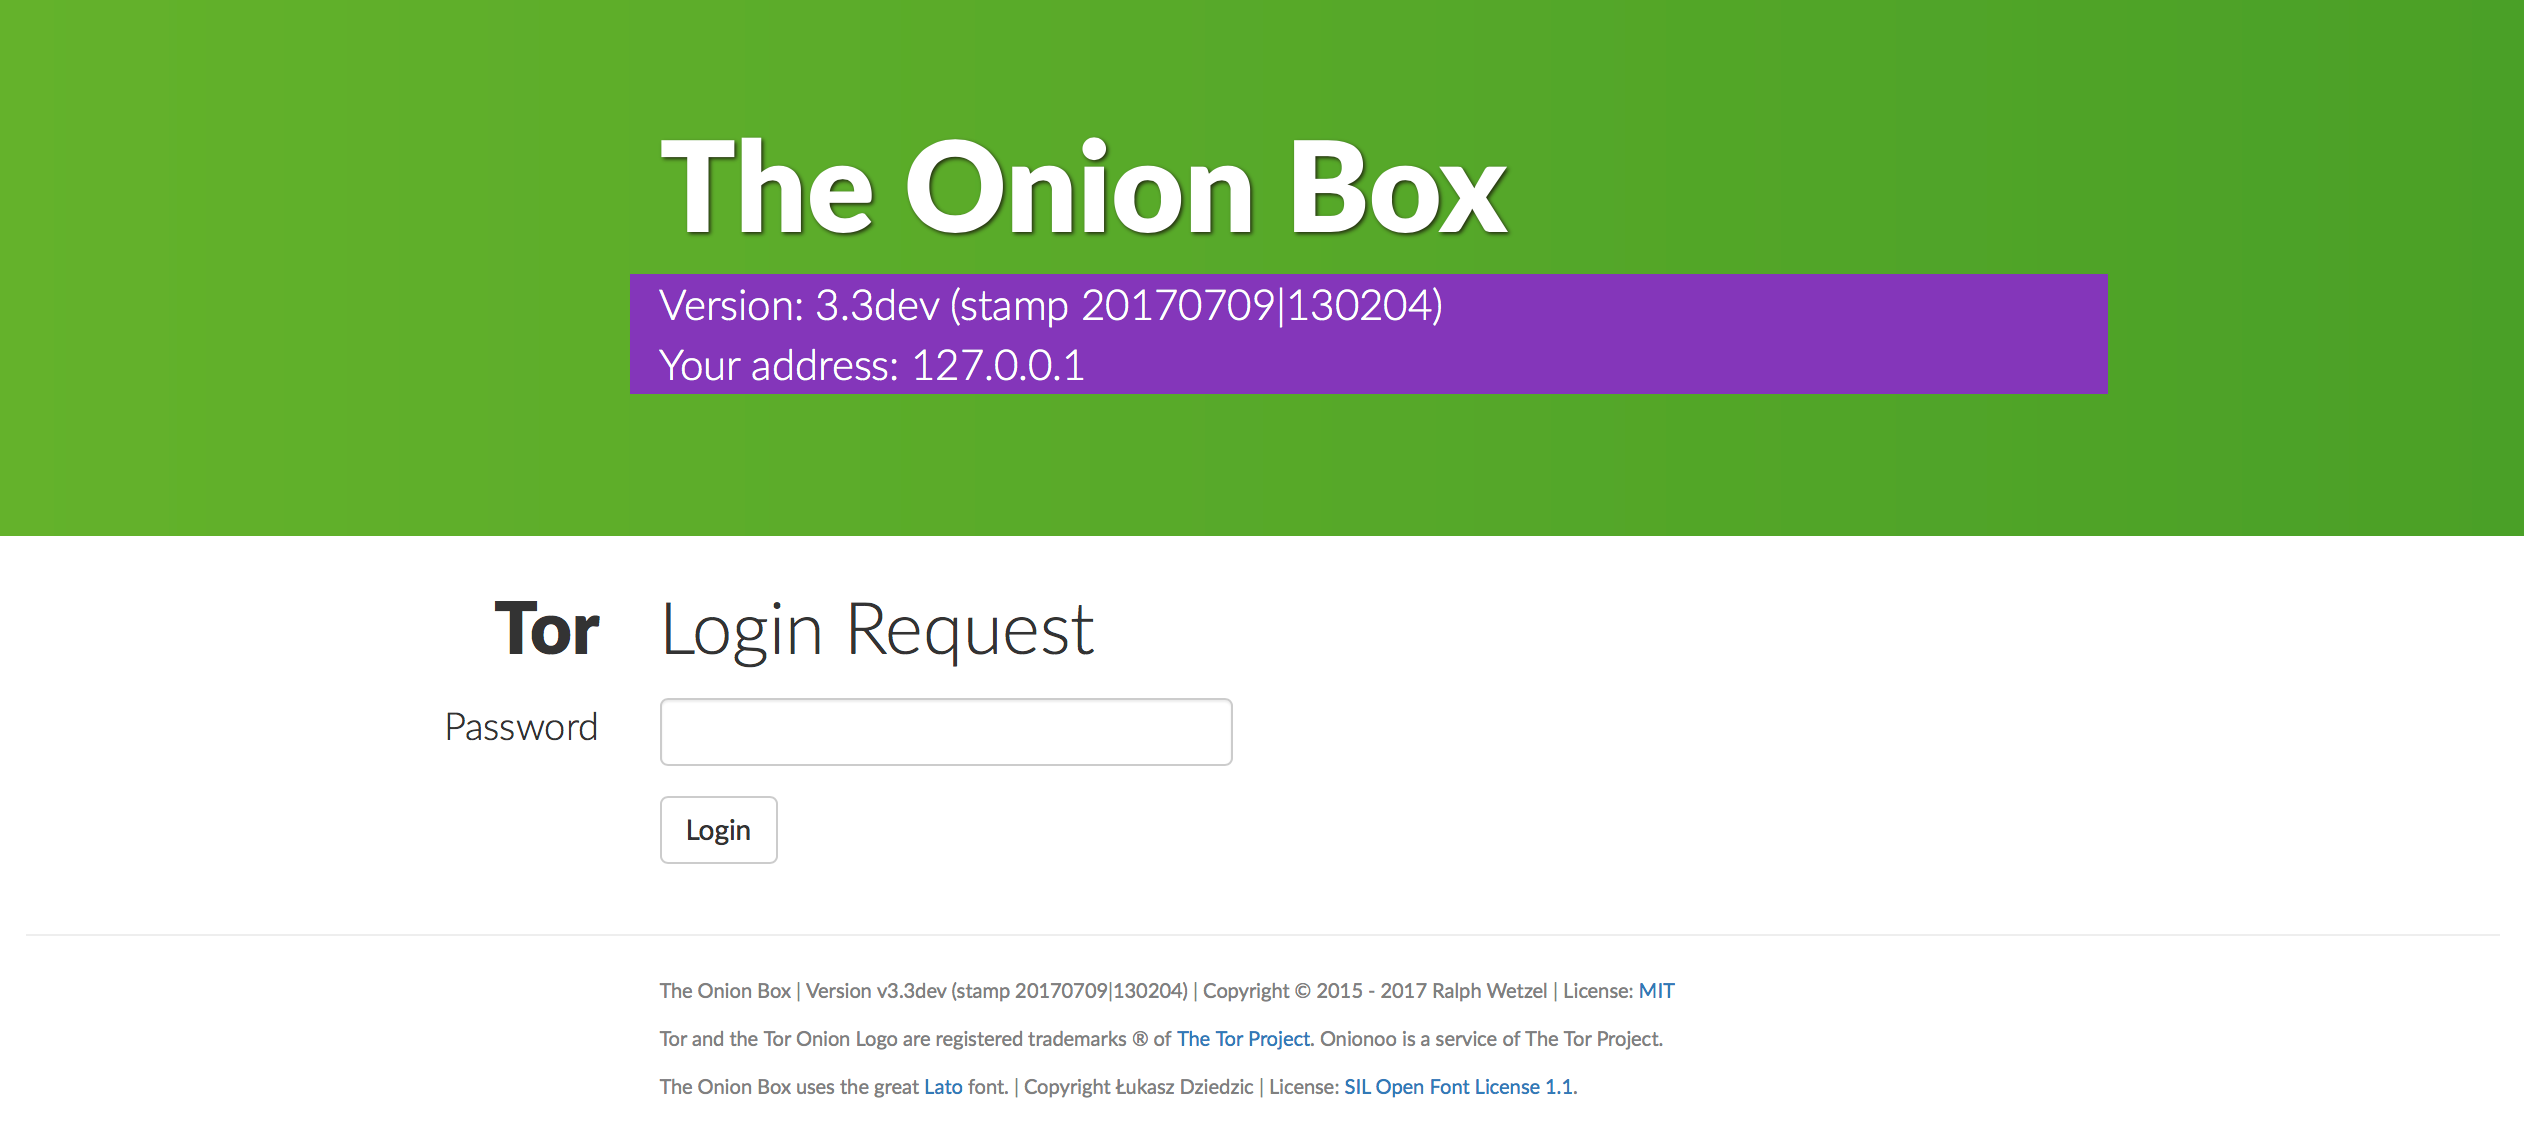 The Onion Box
Version: 3.3dev (stamp 20170709|130204)
Your address: 127.0.0.1
Tor Login Request
Password
Login
The Onion Box | Version v3.3dev (stamp 20170709|130204) | Copyright © 2015 - 2017 Ralph Wetzel | License: MIT
Tor and the Tor Onion Logo are registered trademarks ® of The Tor Project. Onionoo is a service of The Tor Project.
The Onion Box uses the great Lato font. | Copyright Łukasz Dziedzic | License: SIL Open Font License 1.1.